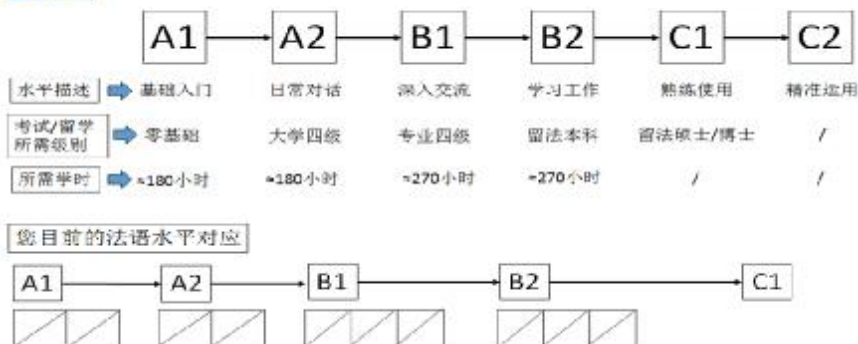 A1 A2 B1 B2 C1 C2
水平描述 基础入门 日常对话 深入交流 学习工作 熟练使用 精准运用
考试/留学
所需级别 零基础 大学四级 专业四级 留法本科 留法硕士/博士 /
所需学时 ≈180小时 ≈180小时 ≈270小时 ≈270小时 / /
您目前的法语水平对应
A1 A2 B1 B2 C1